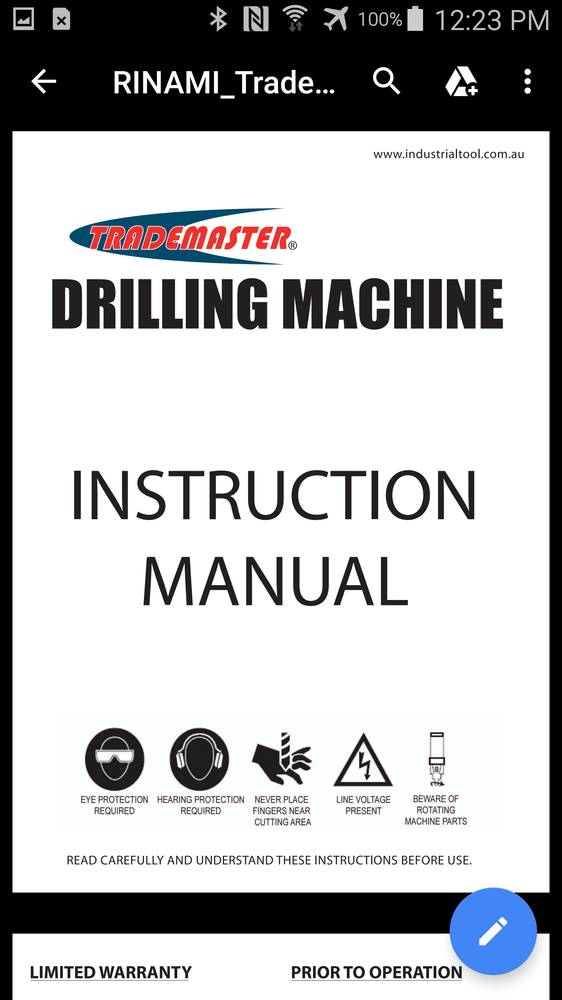 100% 12:23 PM
RINAMI_Trade...
www.industrialtool.com.au
TRADEMASTER®
DRILLING MACHINE
INSTRUCTION
MANUAL
EYE PROTECTION
REQUIRED
HEARING PROTECTION
REQUIRED
NEVER PLACE
FINGERS NEAR
CUTTING AREA
LINE VOLTAGE
PRESENT
BEWARE OF
ROTATING
MACHINE PARTS
READ CAREFULLY AND UNDERSTAND THESE INSTRUCTIONS BEFORE USE.
LIMITED WARRANTY
PRIOR TO OPERATION